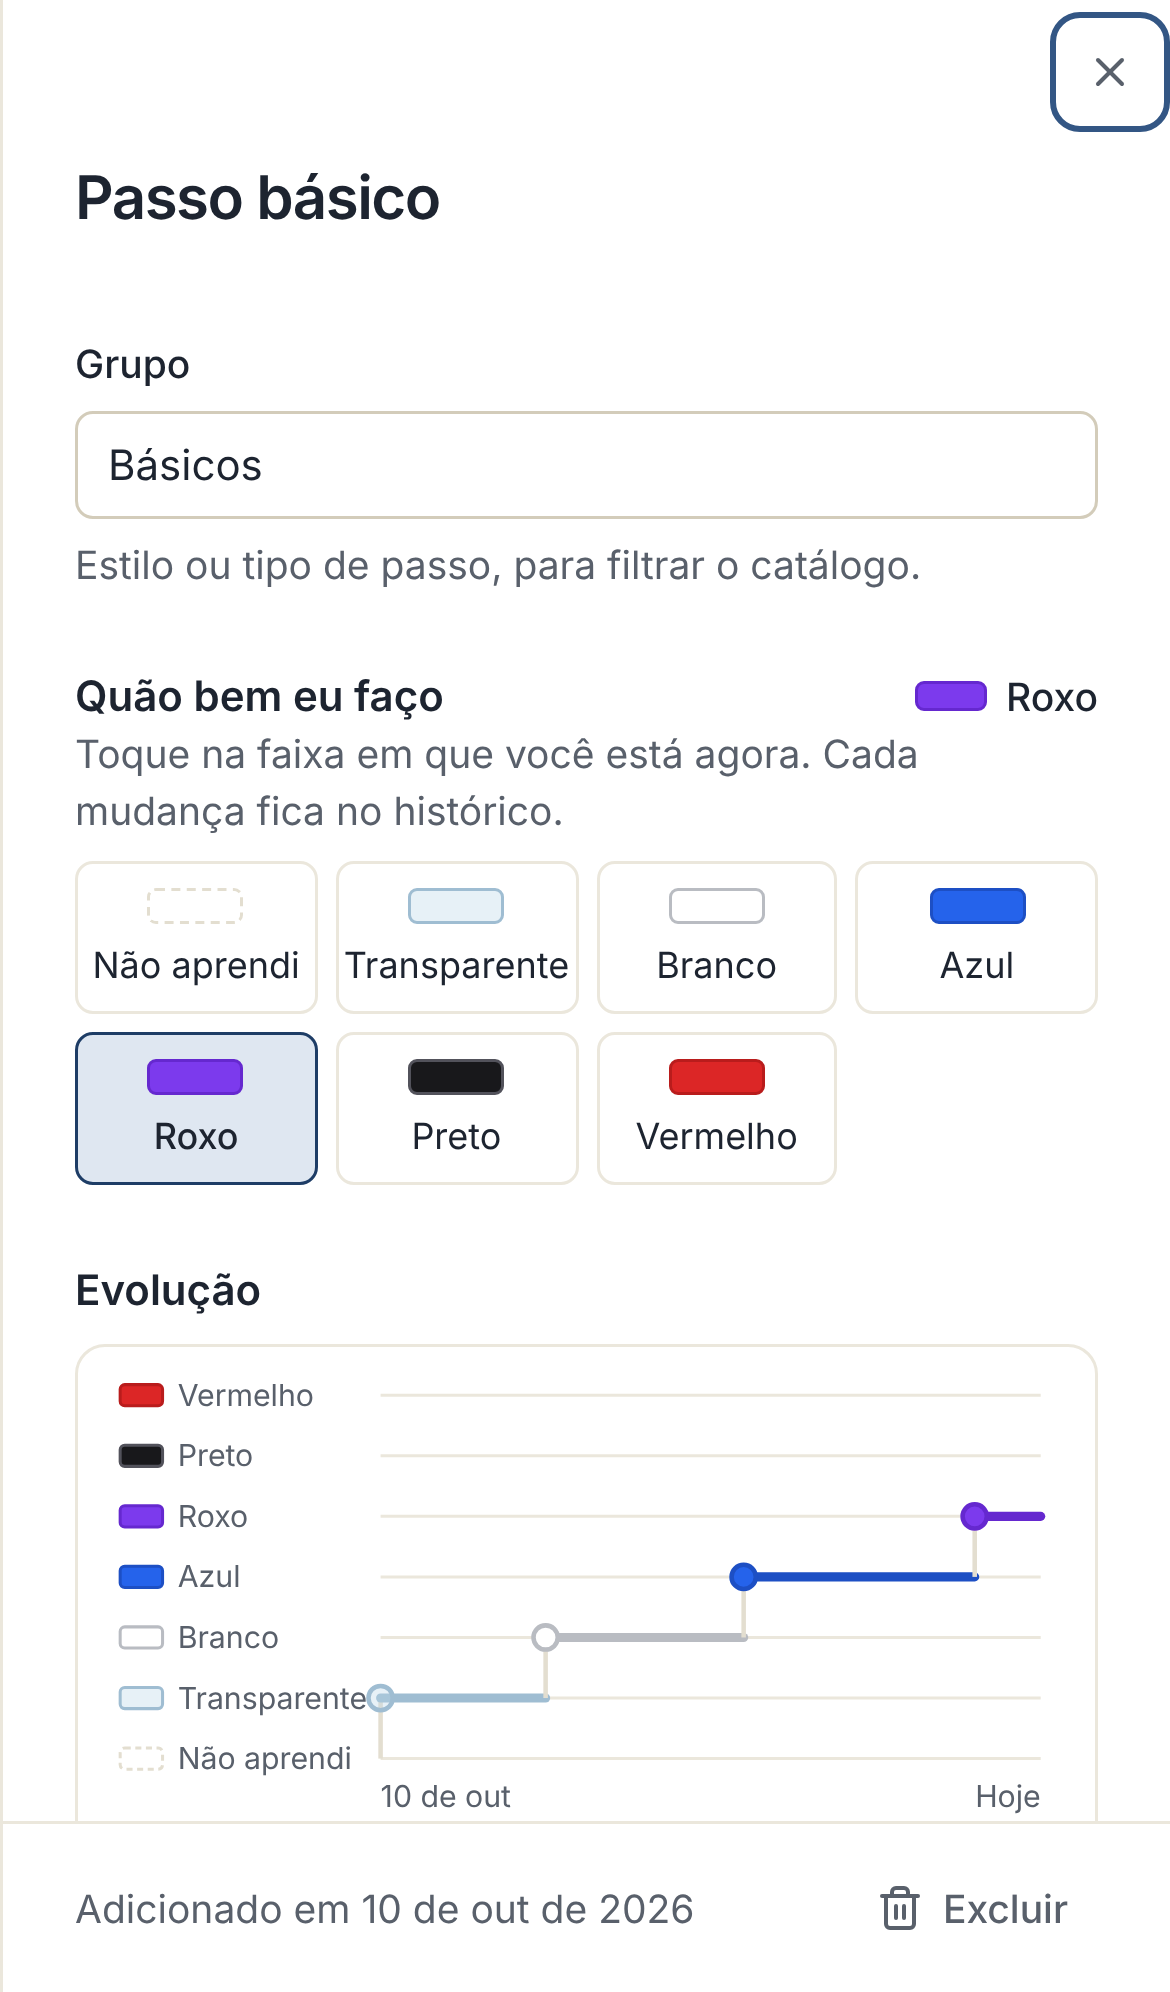 Passo básico
Grupo
Básicos
Estilo ou tipo de passo, para filtrar o catálogo.
Quão bem eu faço
Roxo
Toque na faixa em que você está agora. Cada
mudança fica no histórico.
Não aprendi
Transparente
Branco
Azul
Roxo
Preto
Vermelho
Evolução
Vermelho
Preto
Roxo
Azul
Branco
Transparente
Não aprendi
10 de out
Hoje
Adicionado em 10 de out de 2026
Excluir